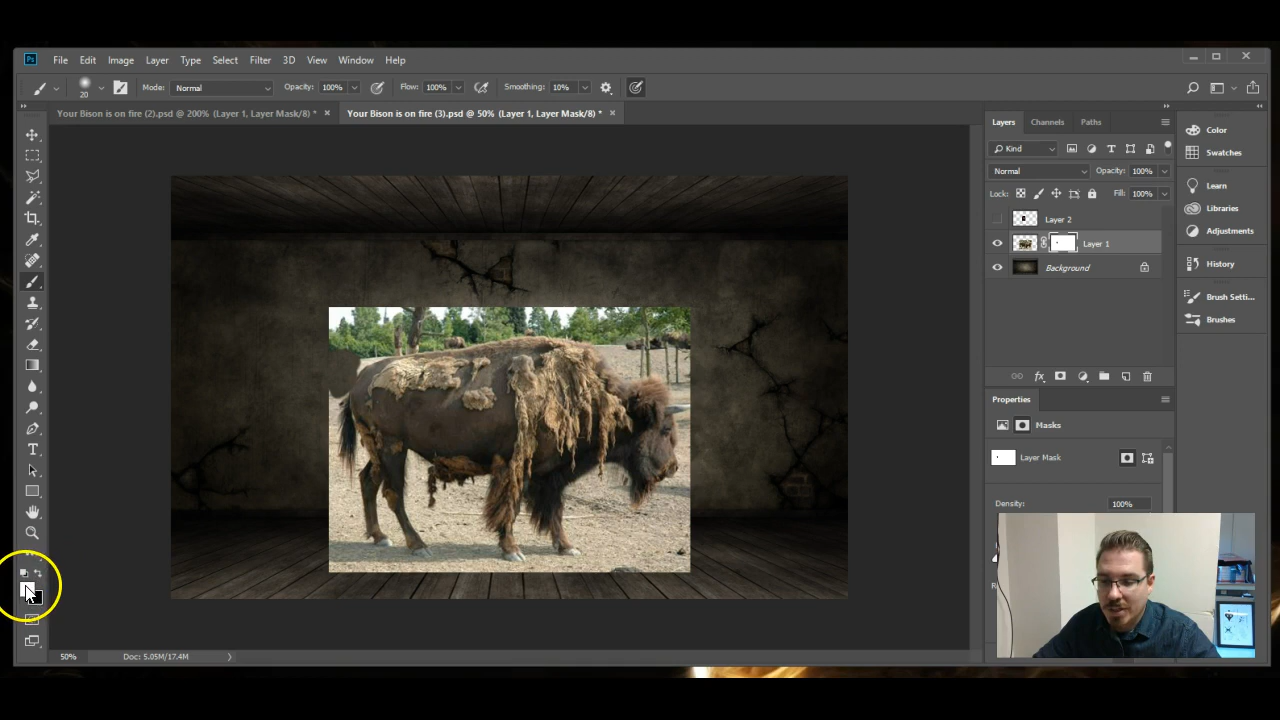 Ps File Edit Image Layer Type Select Filter 3D View Window Help
20 Mode: Normal Opacity: 100% Flow: 100% Smoothing: 10%
Your Bison is on fire (2).psd @ 200% (Layer 1, Layer Mask/8) * × Your Bison is on fire (3).psd @ 50% (Layer 1, Layer Mask/8) * ×
Layers Channels Paths
Kind
Normal Opacity: 100%
Lock: Fill: 100%
Layer 2
Layer 1
Background
Properties
Masks
Layer Mask
Density: 100%
Color
Swatches
Learn
Libraries
Adjustments
History
Brush Setti...
Brushes
50% Doc: 5.05M/17.4M